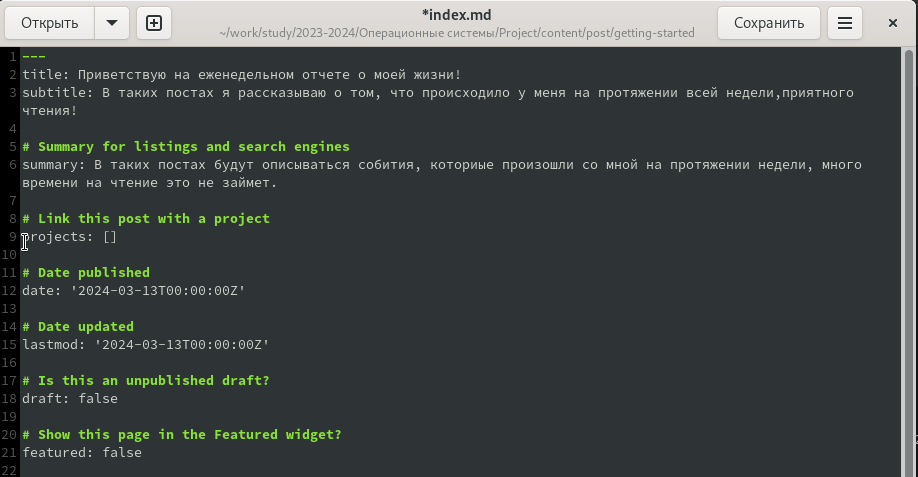 Открыть
*index.md
~/work/study/2023-2024/Операционные системы/Project/content/post/getting-started
Сохранить
1 ---
2 title: Приветствую на еженедельном отчете о моей жизни!
3 subtitle: В таких постах я рассказываю о том, что происходило у меня на протяжении всей недели,приятного
чтения!
4
5 # Summary for listings and search engines
6 summary: В таких постах будут описываться собития, которые произошли со мной на протяжении недели, много
времени на чтение это не займет.
7
8 # Link this post with a project
9 projects: []
10
11 # Date published
12 date: '2024-03-13T00:00:00Z'
13
14 # Date updated
15 lastmod: '2024-03-13T00:00:00Z'
16
17 # Is this an unpublished draft?
18 draft: false
19
20 # Show this page in the Featured widget?
21 featured: false
22